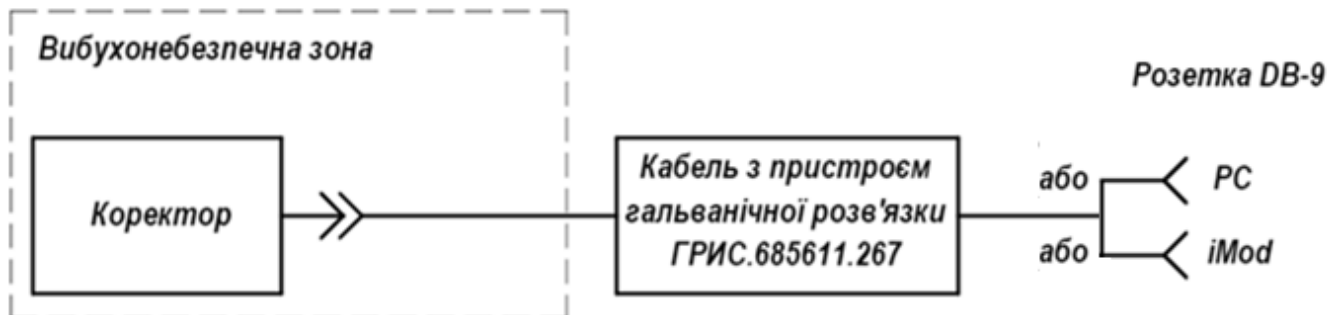 Вибухонебезпечна зона
Розетка DB-9
Коректор
Кабель з пристроєм
гальванічної розв'язки
ГРИС.685611.267
або
PC
або
iMod